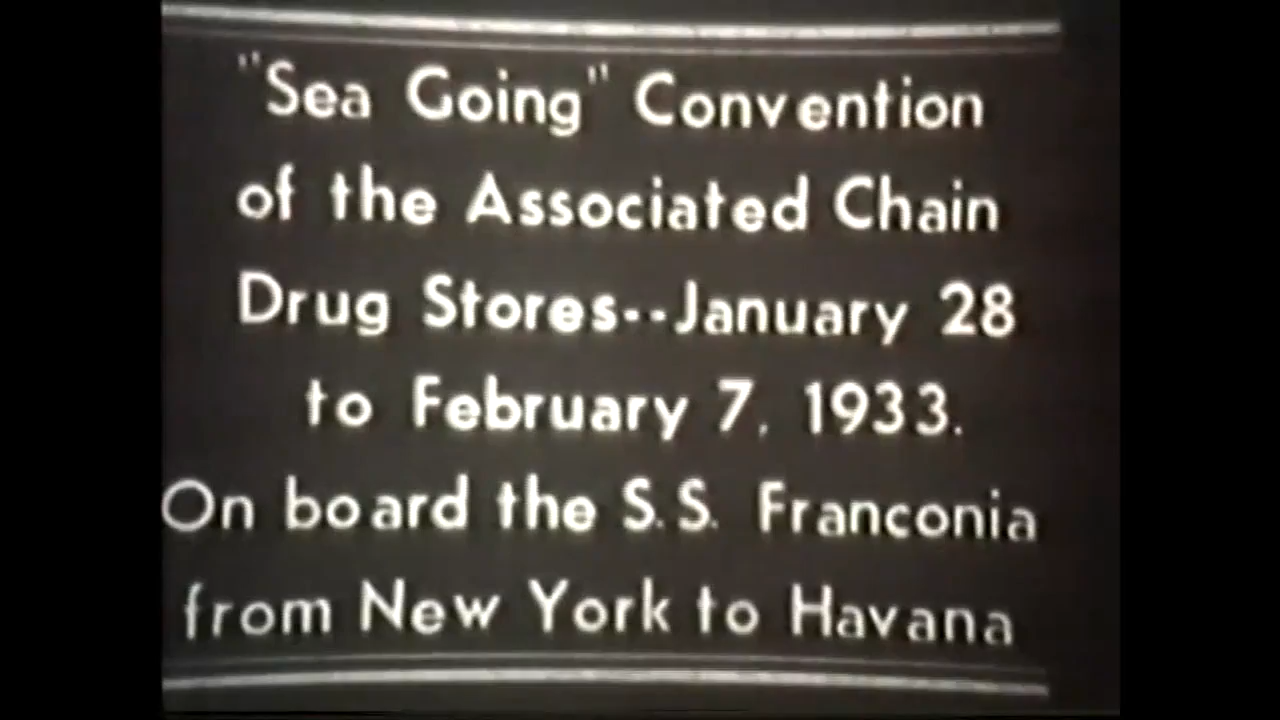 "Sea Going" Convention
of the Associated Chain
Drug Stores--January 28
to February 7, 1933.
On board the S.S. Franconia
from New York to Havana